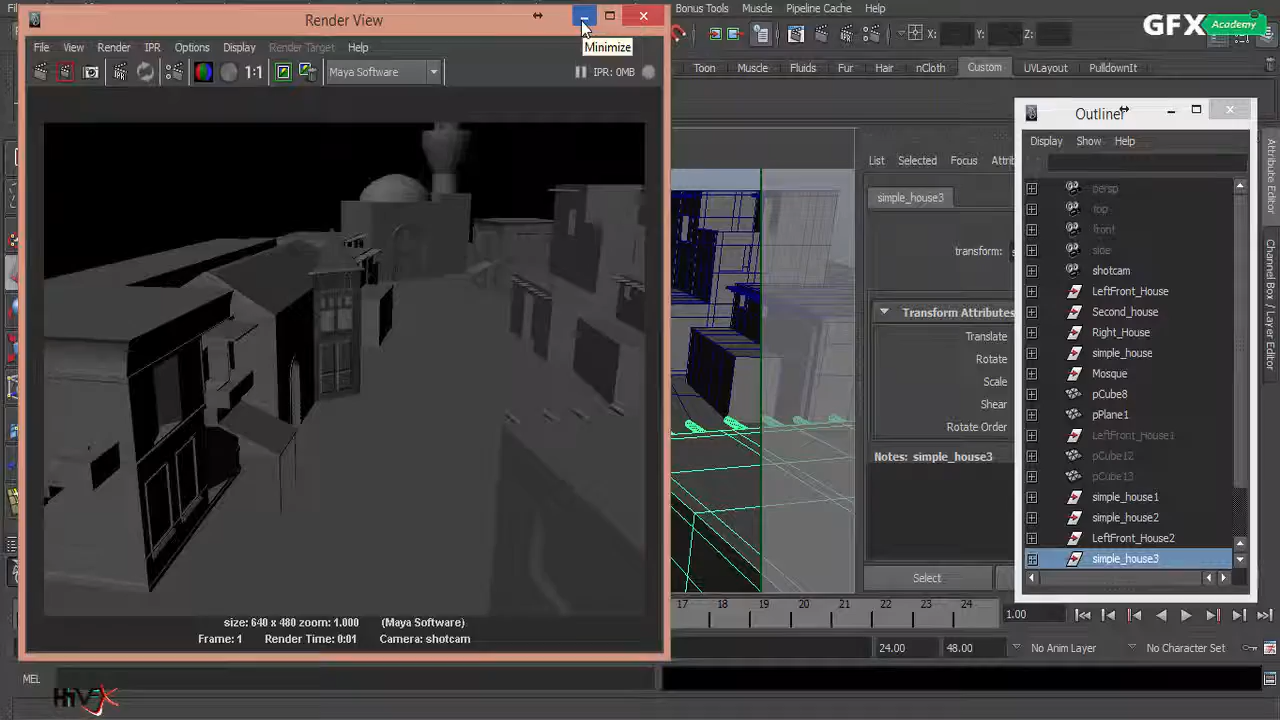 Render View
Minimize
File View Render IPR Options Display Render Target Help
1:1 Maya Software IPR: 0MB
size: 640 x 480 zoom: 1.000 (Maya Software)
Frame: 1 Render Time: 0:01 Camera: shotcam
Bonus Tools Muscle Pipeline Cache Help
GFX Academy
X: Y: Z:
Toon Muscle Fluids Fur Hair nCloth Custom UVLayout PulldownIt
List Selected Focus
simple_house3
transform:
Transform Attributes
Translate
Rotate
Scale
Shear
Rotate Order
Notes: simple_house3
Select
Outliner
Display Show Help
persp
top
front
side
shotcam
LeftFront_House
Second_house
Right_House
simple_house
Mosque
pCube8
pPlane1
LeftFront_House1
pCube12
pCube13
simple_house1
simple_house2
LeftFront_House2
simple_house3
Attribute Editor
Channel Box / Layer Editor
17 18 19 20 21 22 23 24 1.00
24.00 48.00 No Anim Layer No Character Set
MEL
HiVFX